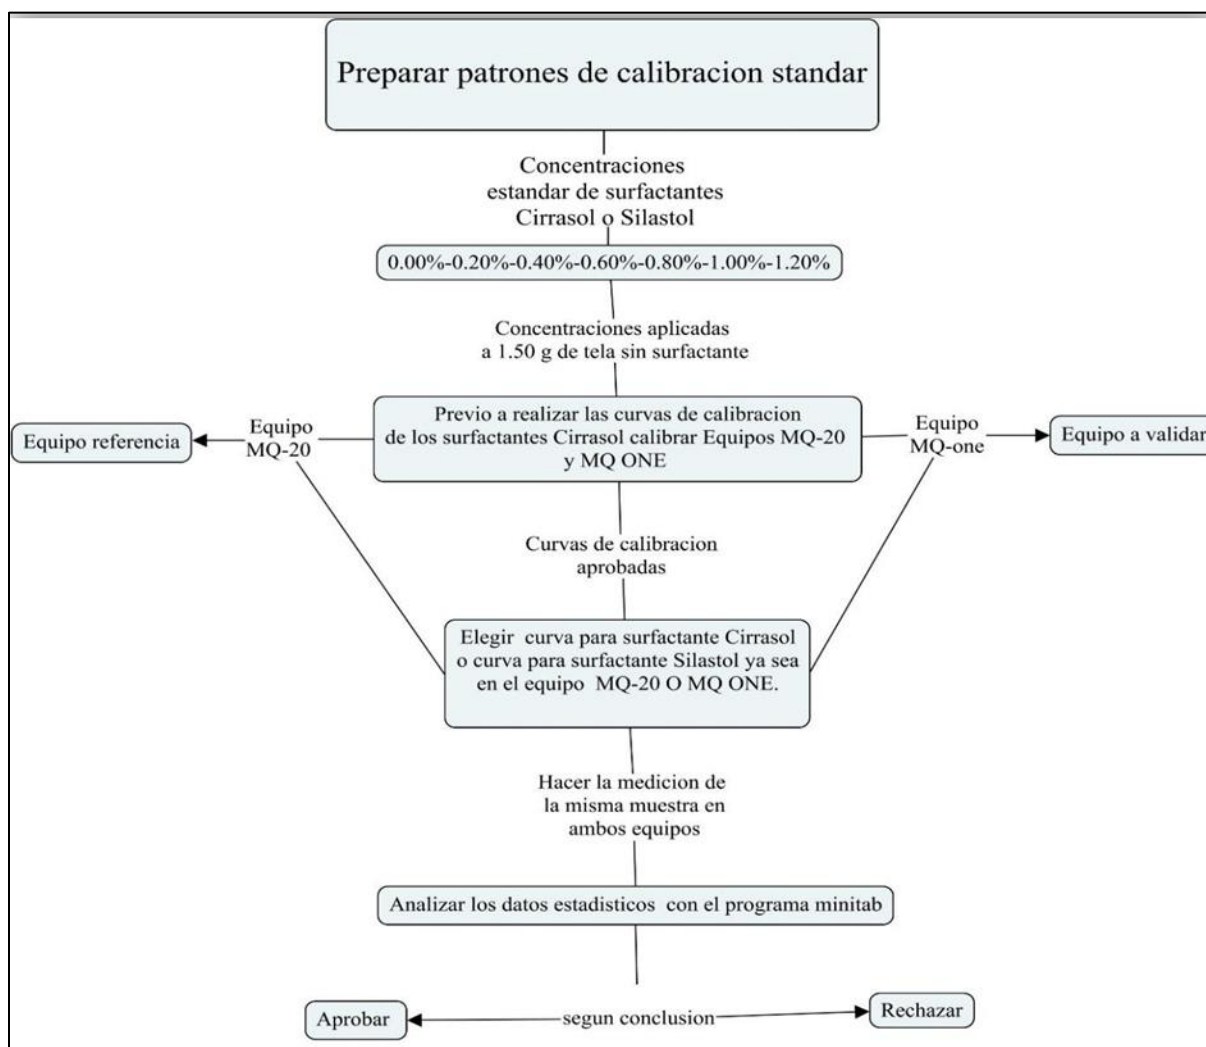 Preparar patrones de calibracion standar
Concentraciones
estandar de surfactantes
Cirrasol o Silastol
0.00%-0.20%-0.40%-0.60%-0.80%-1.00%-1.20%
Concentraciones aplicadas
a 1.50 g de tela sin surfactante
Previo a realizar las curvas de calibracion
de los surfactantes Cirrasol calibrar Equipos MQ-20
y MQ ONE
Equipo
MQ-20
Equipo referencia
Equipo
MQ-one
Equipo a validar
Curvas de calibracion
aprobadas
Elegir curva para surfactante Cirrasol
o curva para surfactante Silastol ya sea
en el equipo MQ-20 O MQ ONE.
Hacer la medicion de
la misma muestra en
ambos equipos
Analizar los datos estadisticos con el programa minitab
Aprobar
segun conclusion
Rechazar